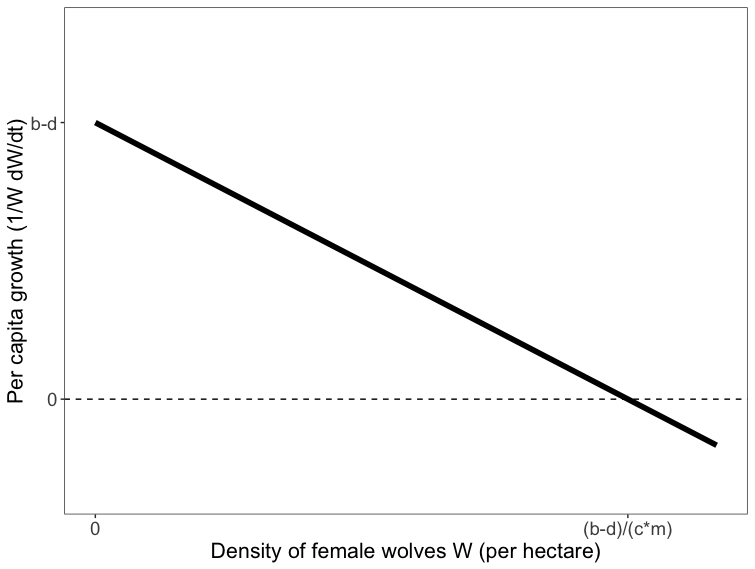 Per capita growth (1/W dW/dt)
b-d
0
0
(b-d)/(c*m)
Density of female wolves W (per hectare)